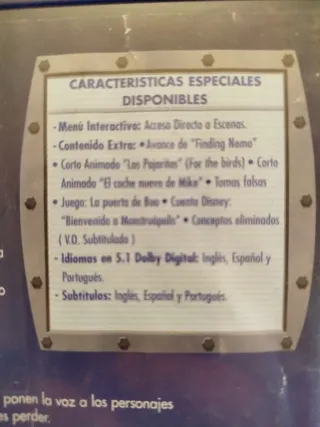 CARACTERISTICAS ESPECIALES
DISPONIBLES
- Menú Interactivo: Acceso Directo a Escenas.
- Contenido Extra: • Avance de "Finding Nemo"
• Corto Animado "Los Pajaritos" (For the birds) • Corto
Animado "El coche nuevo de Mike" • Tomas falsas
• Juego: La puerta de Boo • Cuento Disney:
"Bienvenido a Monstruópolis" • Conceptos eliminados
( V.O. Subtitulado )
- Idiomas en 5.1 Dolby Digital: Inglés, Español y
Portugués.
- Subtítulos: Inglés, Español y Portugués.
a
o
ponen la voz a los personajes
es perder.